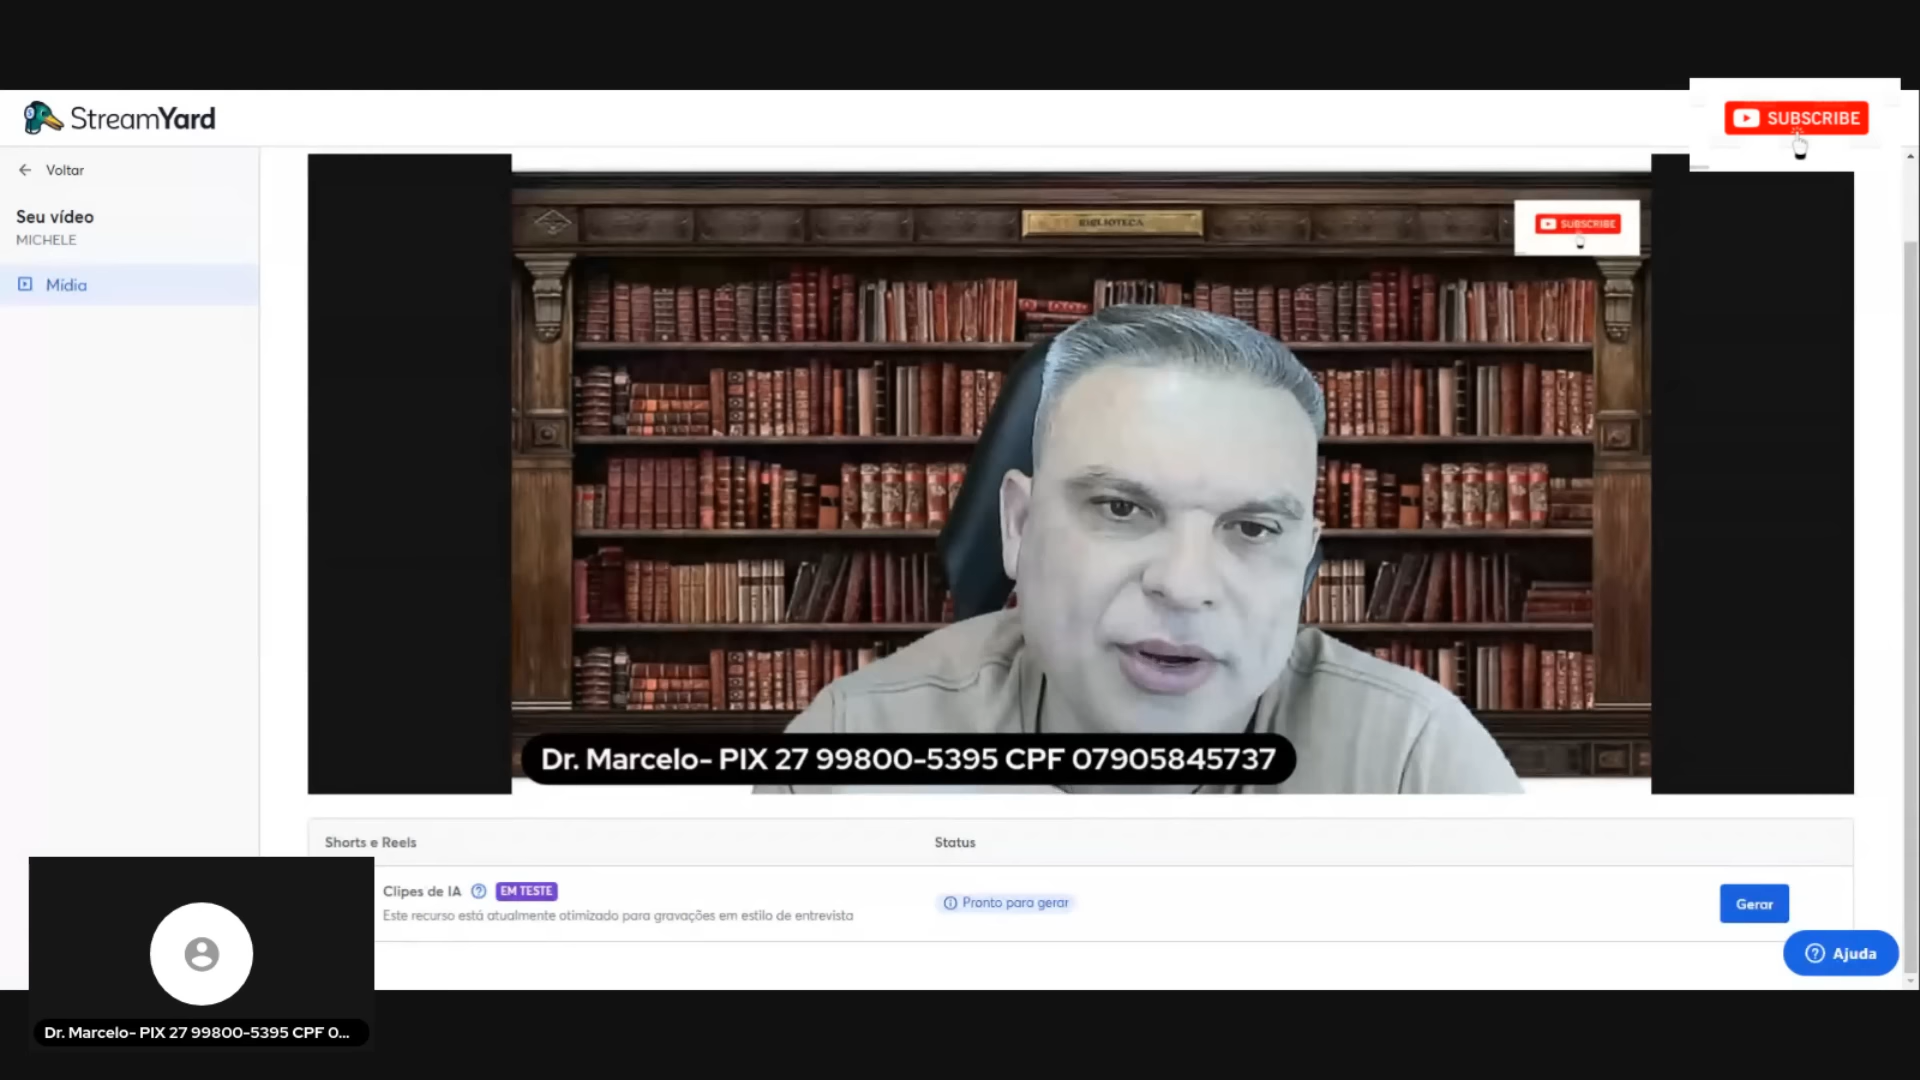 StreamYard
SUBSCRIBE
Voltar
Seu vídeo
MICHELE
Mídia
BIBLIOTECA
SUBSCRIBE
Dr. Marcelo- PIX 27 99800-5395 CPF 07905845737
Shorts e Reels
Status
Clipes de IA
EM TESTE
Este recurso está atualmente otimizado para gravações em estilo de entrevista
Pronto para gerar
Gerar
Ajuda
Dr. Marcelo- PIX 27 99800-5395 CPF 0...